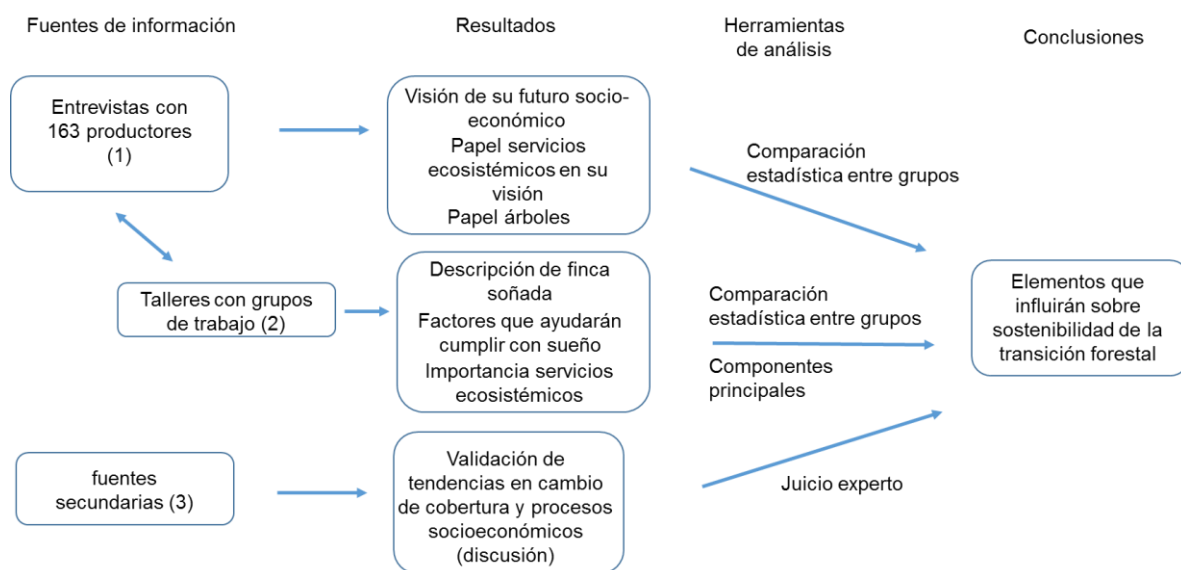 Fuentes de información
Resultados
Herramientas
de análisis
Conclusiones
Entrevistas con
163 productores
(1)
Visión de su futuro socio-
económico
Papel servicios
ecosistémicos en su
visión
Papel árboles
Comparación
estadística entre grupos
Talleres con grupos
de trabajo (2)
Descripción de finca
soñada
Factores que ayudarán
cumplir con sueño
Importancia servicios
ecosistémicos
Comparación
estadística entre grupos
Componentes
principales
Elementos que
influirán sobre
sostenibilidad de la
transición forestal
fuentes
secundarias (3)
Validación de
tendencias en cambio
de cobertura y procesos
socioeconómicos
(discusión)
Juicio experto